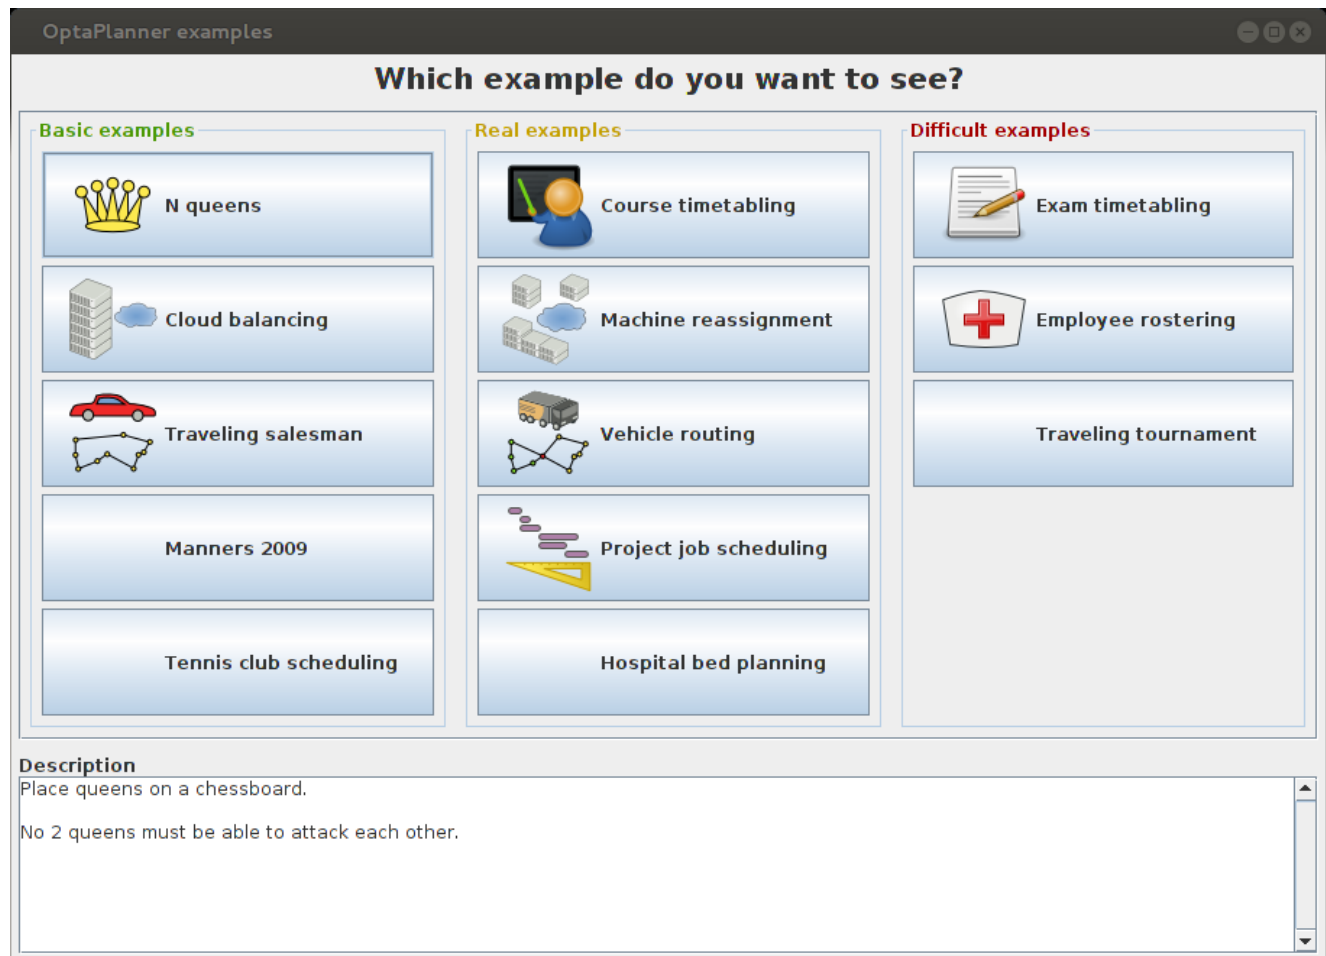 OptaPlanner examples
Which example do you want to see?
Basic examples
N queens
Cloud balancing
Traveling salesman
Manners 2009
Tennis club scheduling
Real examples
Course timetabling
Machine reassignment
Vehicle routing
Project job scheduling
Hospital bed planning
Difficult examples
Exam timetabling
Employee rostering
Traveling tournament
Description
Place queens on a chessboard.
No 2 queens must be able to attack each other.